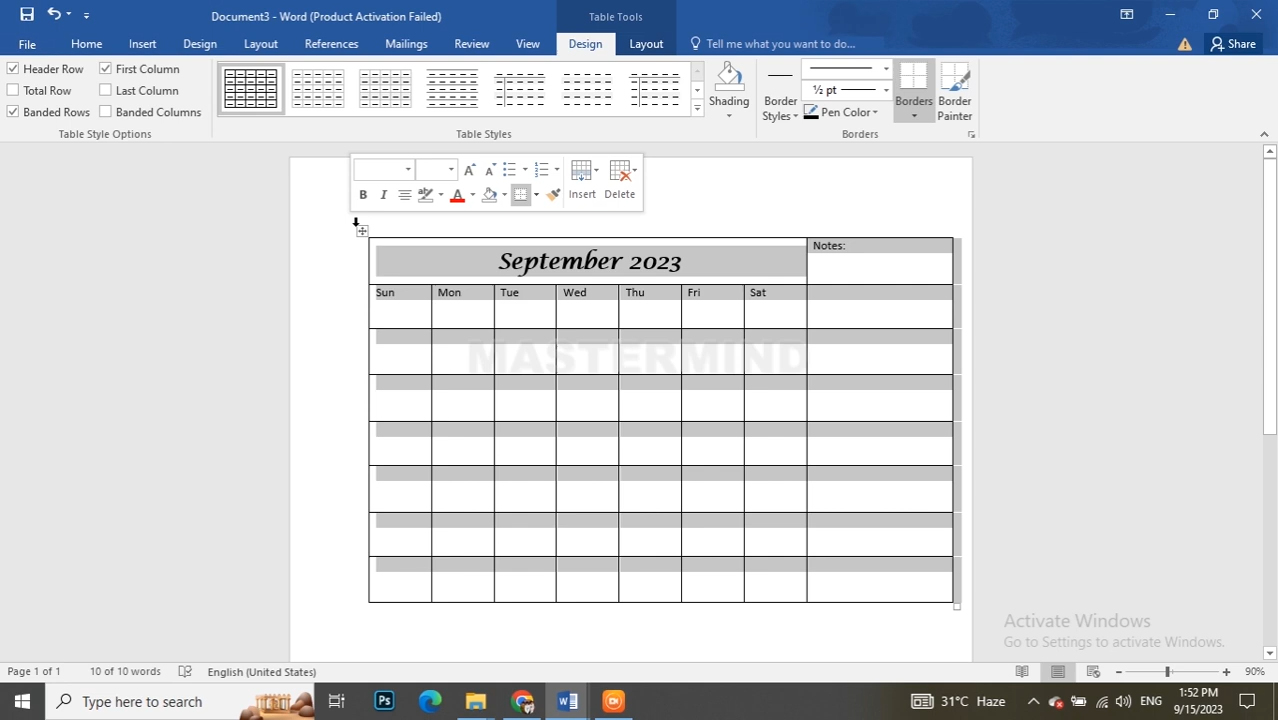 Document3 - Word (Product Activation Failed)
Table Tools
File Home Insert Design Layout References Mailings Review View Design Layout Tell me what you want to do... Share
Header Row First Column
Total Row Last Column
Banded Rows Banded Columns
Table Style Options
Table Styles
Shading
Border Styles
½ pt
Pen Color
Borders
Border Painter
Borders
A A
B I A Insert Delete
September 2023 Notes:
Sun Mon Tue Wed Thu Fri Sat
MASTERMIND
Activate Windows
Go to Settings to activate Windows.
Page 1 of 1 10 of 10 words English (United States) 90%
Type here to search
Ps
31°C Haze
ENG
1:52 PM
9/15/2023